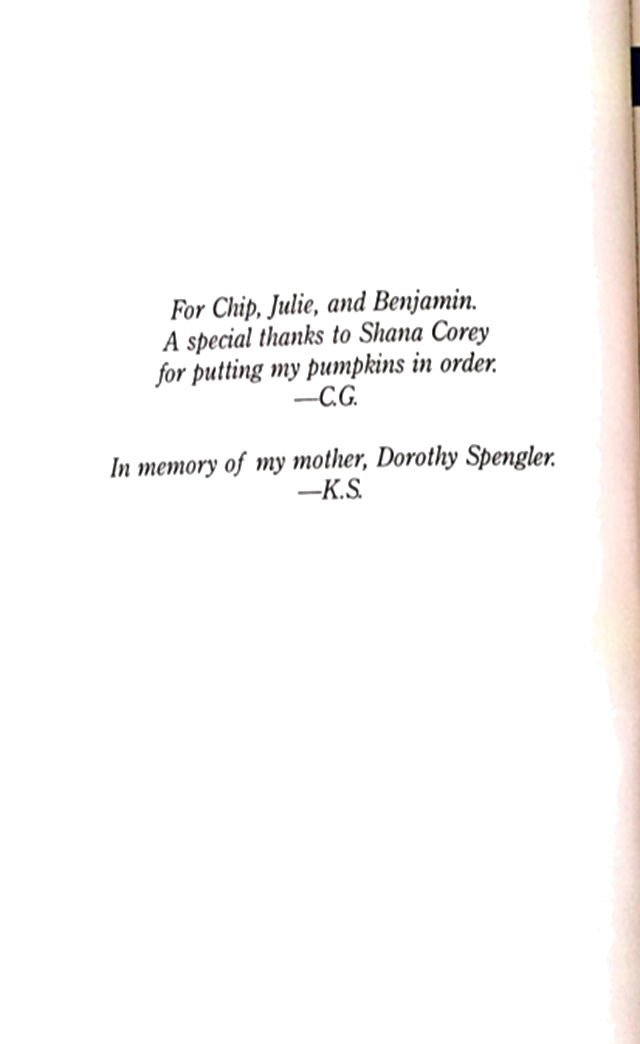 For Chip, Julie, and Benjamin.
A special thanks to Shana Corey
for putting my pumpkins in order.
—C.G.
In memory of my mother, Dorothy Spengler.
—K.S.